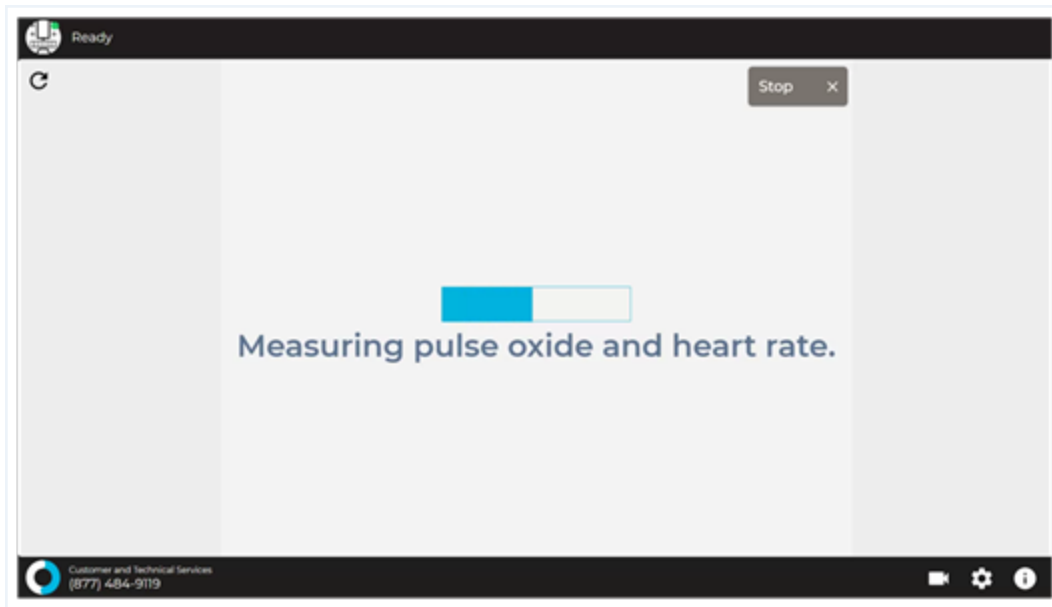 Ready
Stop
Measuring pulse oxide and heart rate.
Customer and Technical Services
(877) 484-9119